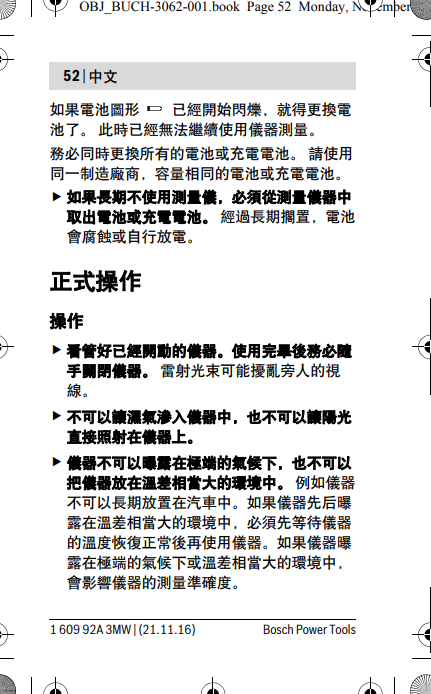 OBJ_BUCH-3062-001.book Page 52 Monday, N ember
52 | 中文
如果電池圖形 已經開始閃爍，就得更換電
池了。 此時已經無法繼續使用儀器測量。
務必同時更換所有的電池或充電電池。 請使用
同一制造廠商，容量相同的電池或充電電池。
如果長期不使用測量儀，必須從測量儀器中
取出電池或充電電池。 經過長期擱置，電池
會腐蝕或自行放電。
正式操作
操作
看管好已經開動的儀器。使用完畢後務必隨
手關閉儀器。 雷射光束可能擾亂旁人的視
線。
不可以讓濕氣滲入儀器中，也不可以讓陽光
直接照射在儀器上。
儀器不可以曝露在極端的氣候下，也不可以
把儀器放在溫差相當大的環境中。 例如儀器
不可以長期放置在汽車中。如果儀器先后曝
露在溫差相當大的環境中，必須先等待儀器
的溫度恢復正常後再使用儀器。如果儀器曝
露在極端的氣候下或溫差相當大的環境中，
會影響儀器的測量準確度。
1 609 92A 3MW | (21.11.16) Bosch Power Tools